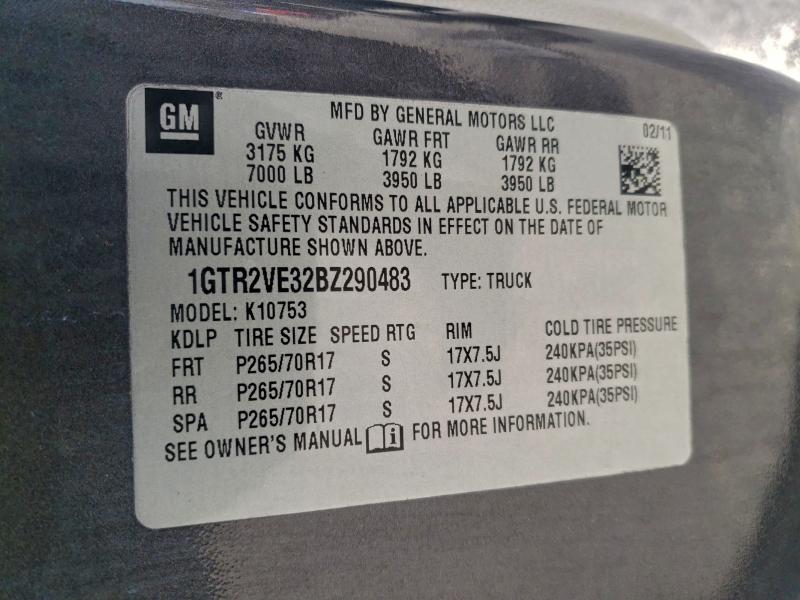 GM
MFD BY GENERAL MOTORS LLC 02/11
GVWR GAWR FRT GAWR RR
3175 KG 1792 KG 1792 KG
7000 LB 3950 LB 3950 LB
THIS VEHICLE CONFORMS TO ALL APPLICABLE U.S. FEDERAL MOTOR
VEHICLE SAFETY STANDARDS IN EFFECT ON THE DATE OF
MANUFACTURE SHOWN ABOVE.
1GTR2VE32BZ290483 TYPE: TRUCK
MODEL: K10753
KDLP TIRE SIZE SPEED RTG RIM COLD TIRE PRESSURE
FRT P265/70R17 S 17X7.5J 240KPA(35PSI)
RR P265/70R17 S 17X7.5J 240KPA(35PSI)
SPA P265/70R17 S 17X7.5J 240KPA(35PSI)
SEE OWNER'S MANUAL FOR MORE INFORMATION.